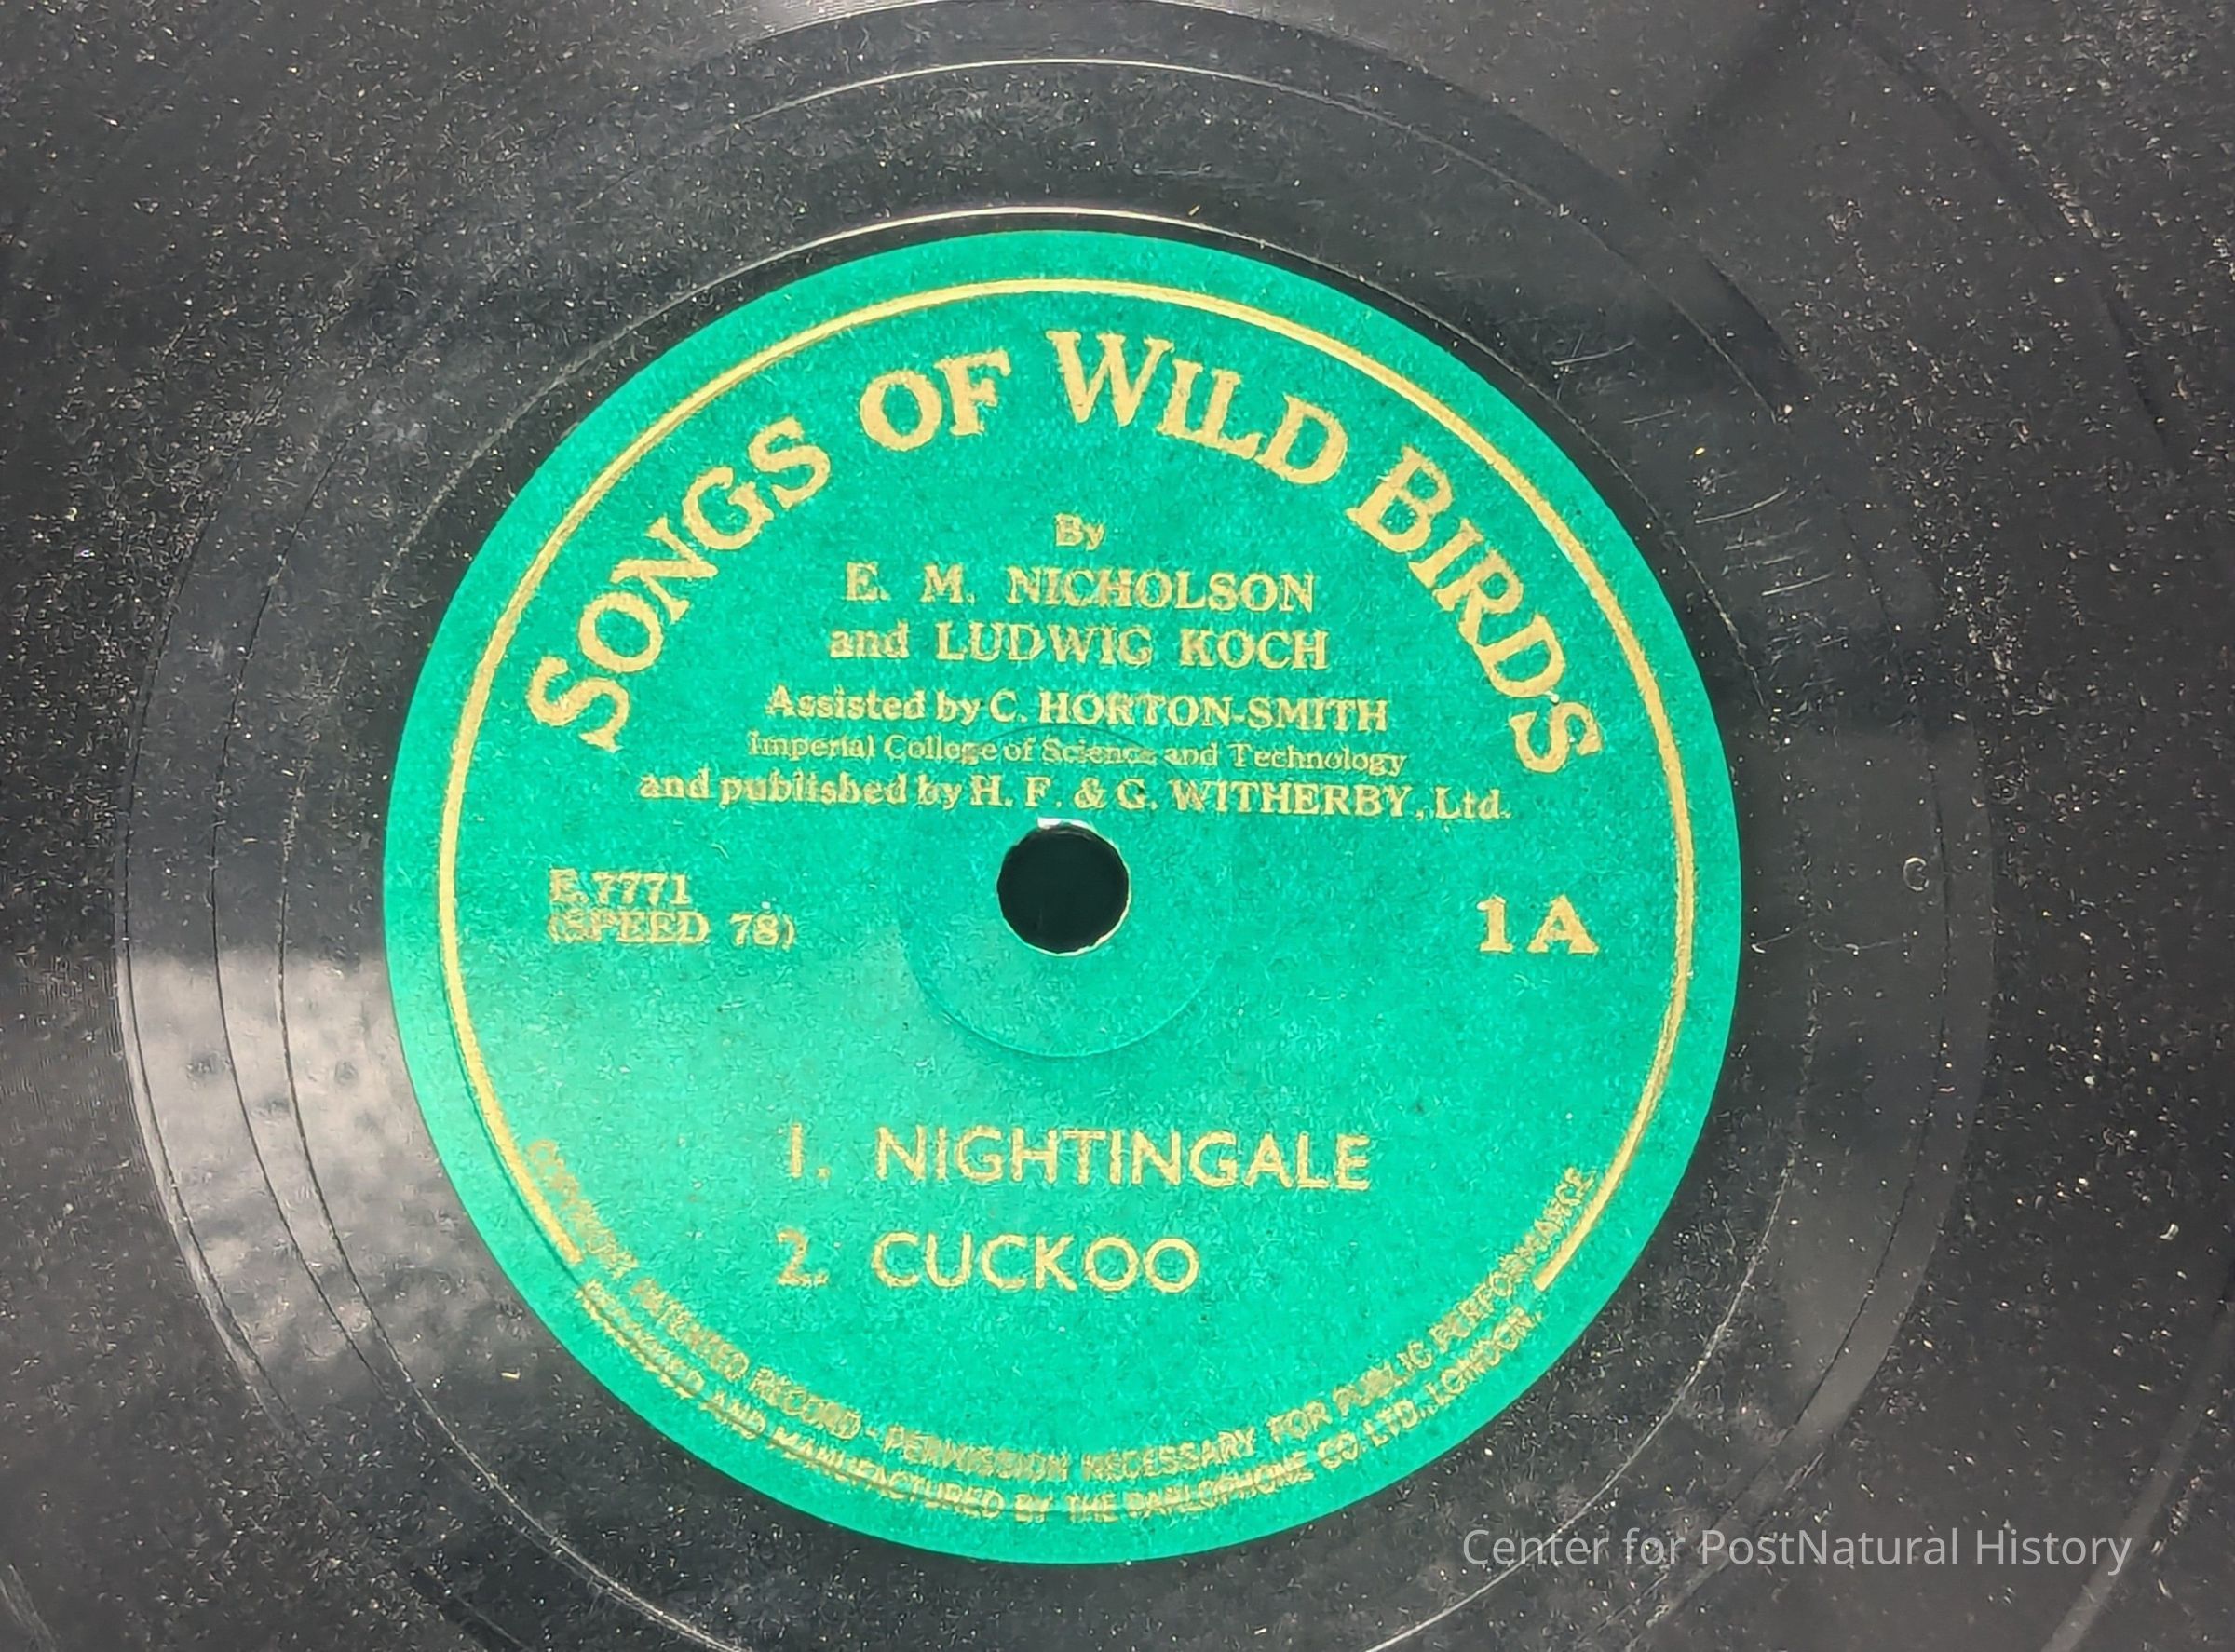 SONGS OF WILD BIRDS
By
E. M. NICHOLSON
and LUDWIG KOCH
Assisted by C. HORTON-SMITH
Imperial College of Science and Technology
and published by H. F. & G. WITHERBY, Ltd.
E.7771
(SPEED 78)
1A
1. NIGHTINGALE
2. CUCKOO
COPYRIGHT PATENTED RECORD - PERMISSION NECESSARY FOR PUBLIC PERFORMANCE
AND MANUFACTURED BY THE PARLOPHONE CO. LTD., LONDON.
Center for PostNatural History